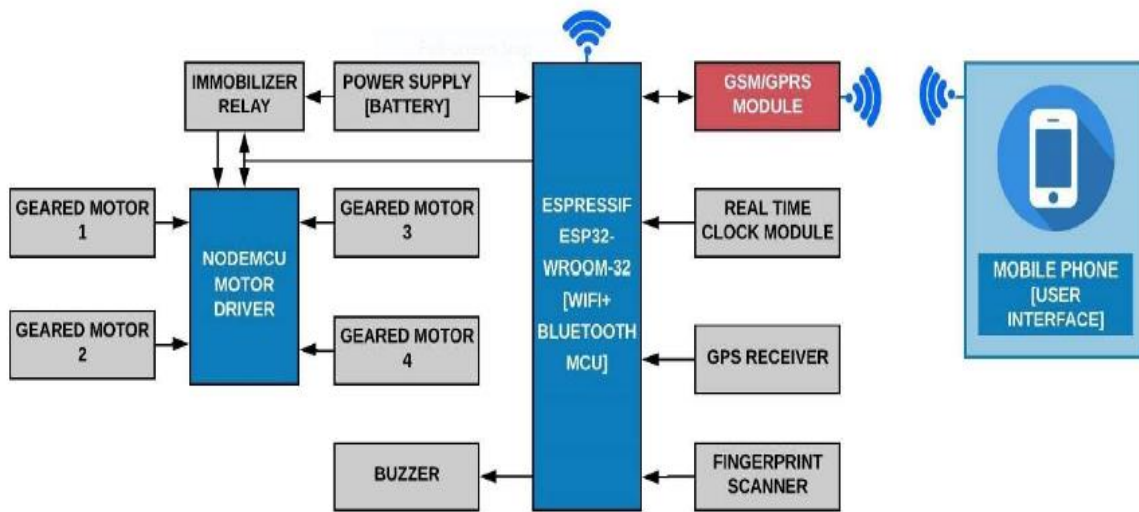 IMMOBILIZER
RELAY
POWER SUPPLY
[BATTERY]
GSM/GPRS
MODULE
GEARED MOTOR
1
GEARED MOTOR
3
REAL TIME
CLOCK MODULE
NODEMCU
MOTOR
DRIVER
ESPRESSIF
ESP32-
WROOM-32
[WIFI+
BLUETOOTH
MCU]
MOBILE PHONE
[USER
INTERFACE]
GEARED MOTOR
2
GEARED MOTOR
4
GPS RECEIVER
BUZZER
FINGERPRINT
SCANNER